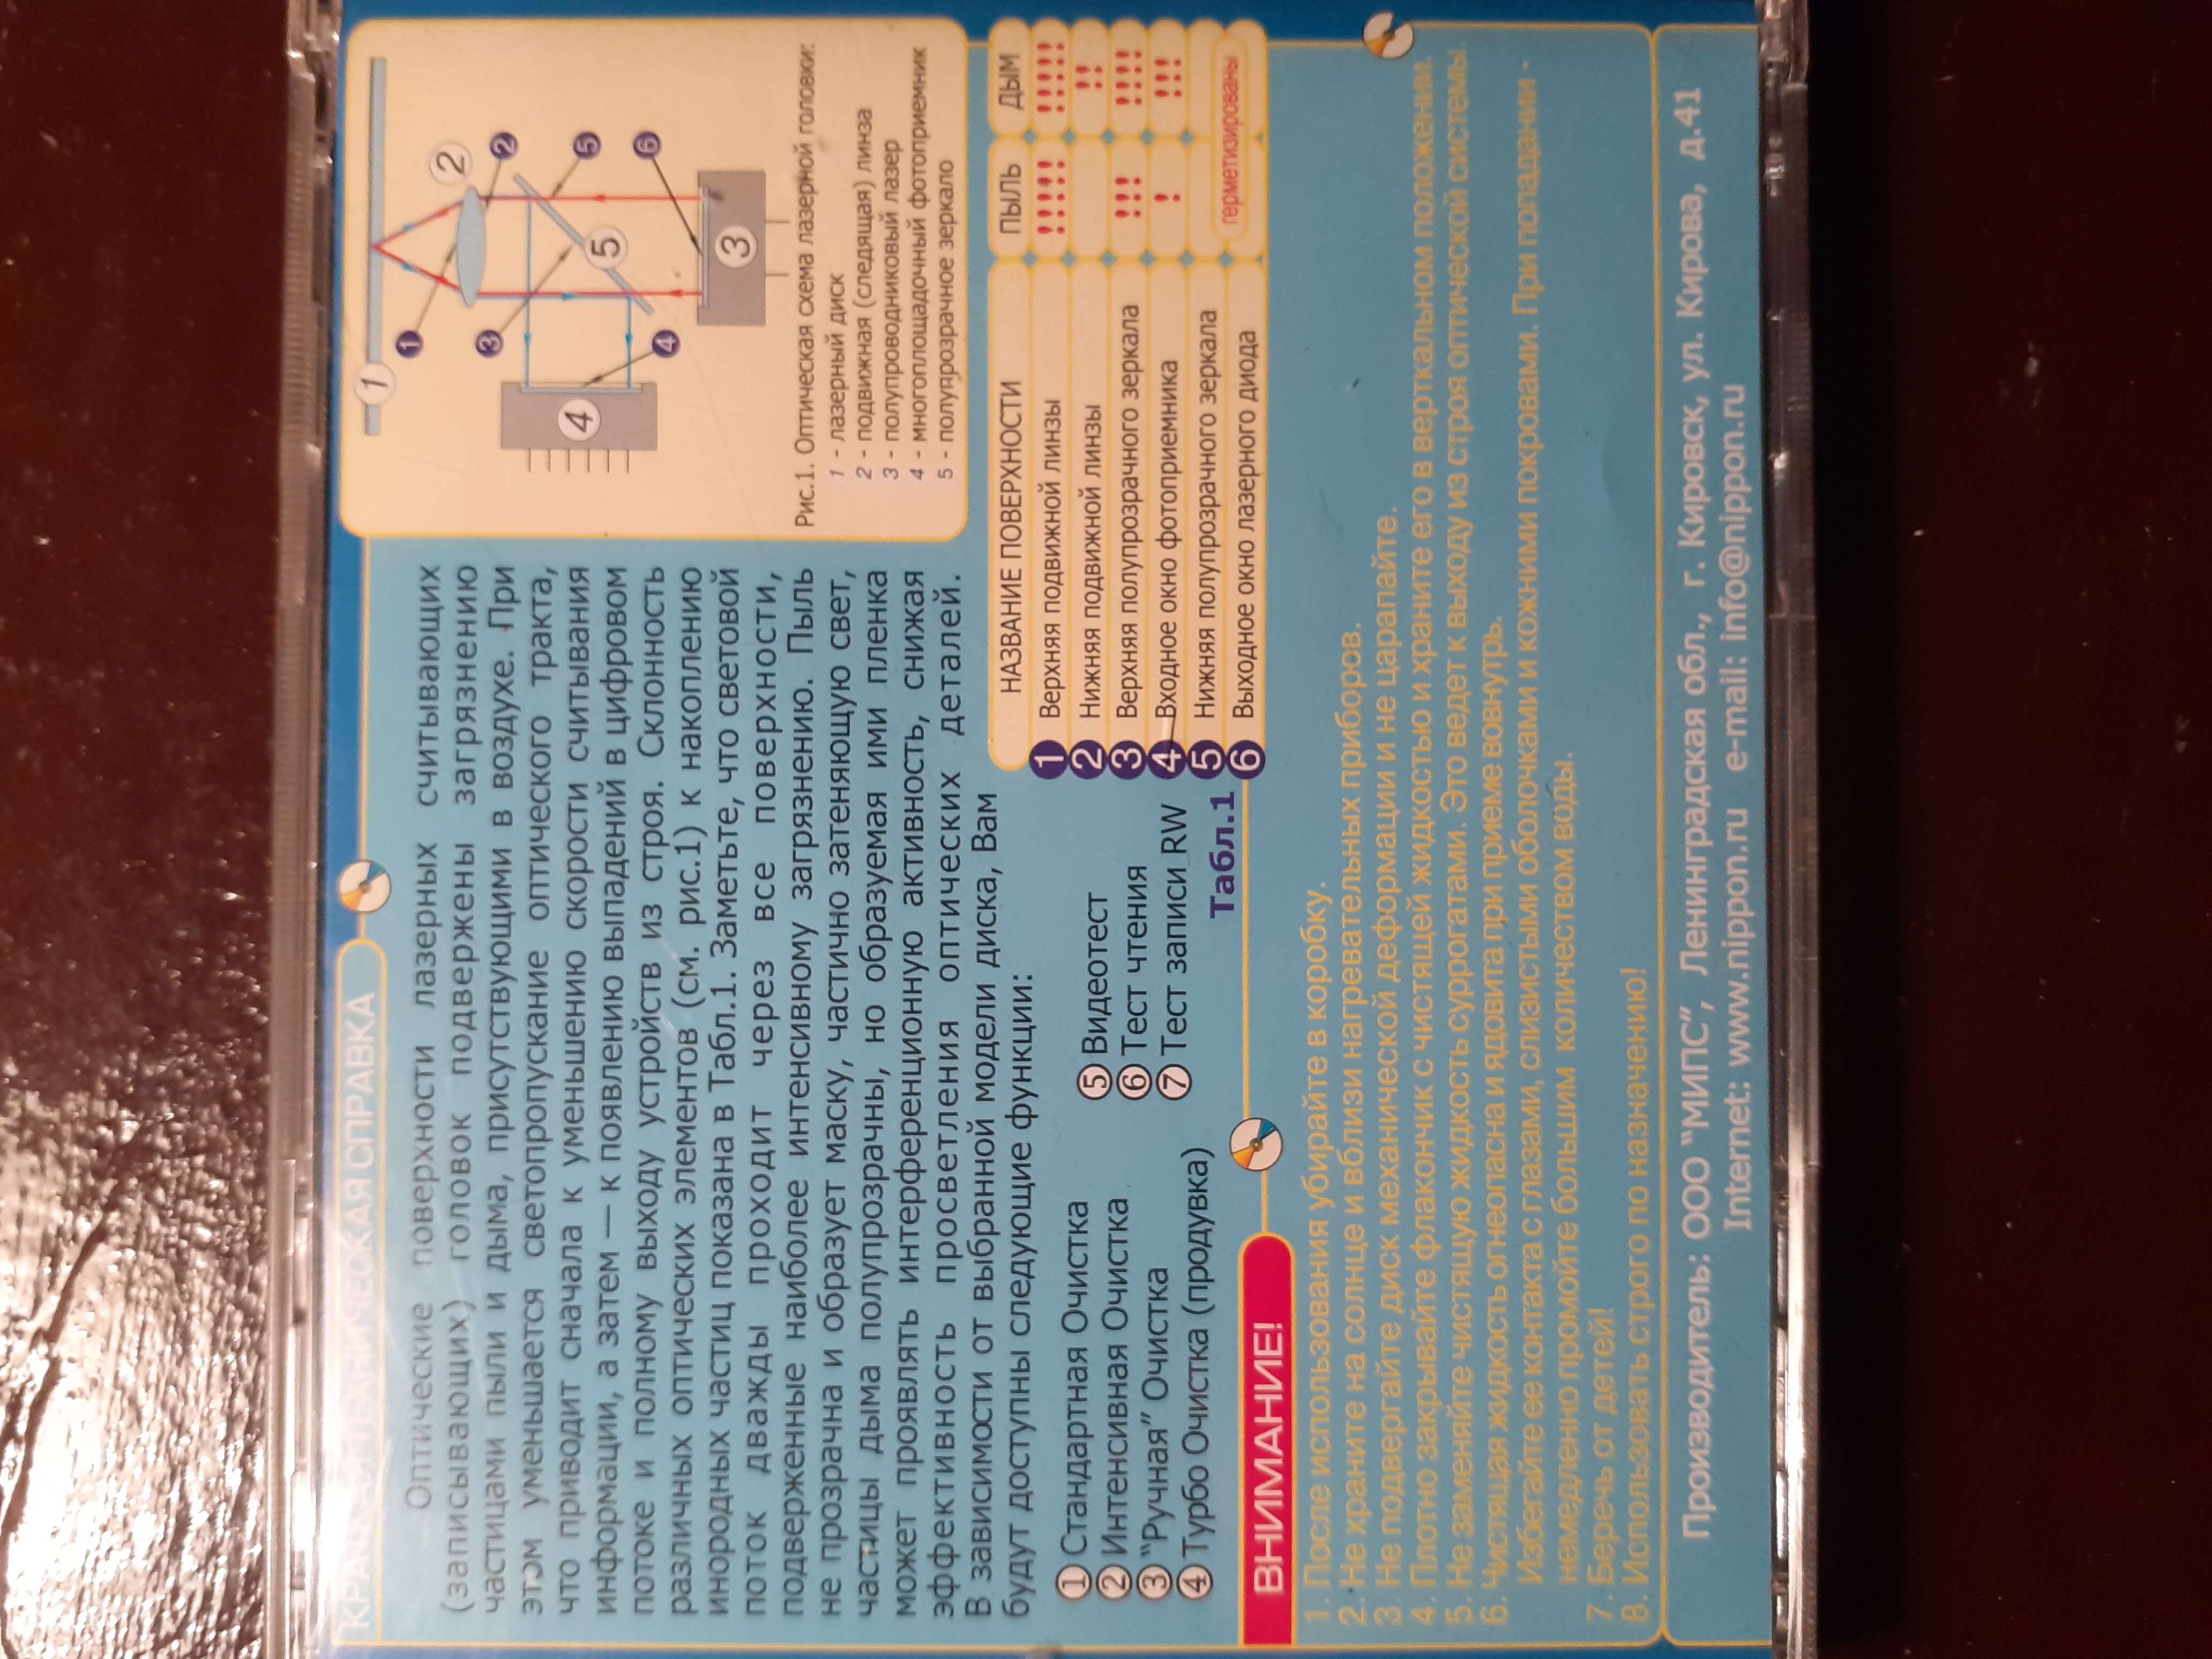 КРАТКАЯ ТЕХНИЧЕСКАЯ СПРАВКА
Оптические поверхности лазерных считывающих
(записывающих) головок подвержены загрязнению
частицами пыли и дыма, присутствующими в воздухе. При
этом уменьшается светопропускание оптического тракта,
что приводит сначала к уменьшению скорости считывания
информации, а затем — к появлению выпадений в цифровом
потоке и полному выходу устройств из строя. Склонность
различных оптических элементов (см. рис.1) к накоплению
инородных частиц показана в Табл.1. Заметьте, что световой
поток дважды проходит через все поверхности,
подверженные наиболее интенсивному загрязнению. Пыль
не прозрачна и образует маску, частично затеняющую свет,
частицы дыма полупрозрачны, но образуемая ими пленка
может проявлять интерференционную активность, снижая
эффективность просветления оптических деталей.
В зависимости от выбранной модели диска, Вам
будут доступны следующие функции:
① Стандартная Очистка
② Интенсивная Очистка
③ "Ручная" Очистка
④ Турбо Очистка (продувка)
⑤ Видеотест
⑥ Тест чтения
⑦ Тест записи RW
1
2
3
4
5
1
2
3
4
5
6
Рис.1. Оптическая схема лазерной головки:
1 - лазерный диск
2 - подвижная (следящая) линза
3 - полупроводниковый лазер
4 - многоплощадочный фотоприемник
5 - полупрозрачное зеркало
НАЗВАНИЕ ПОВЕРХНОСТИ ПЫЛЬ ДЫМ
1 Верхняя подвижной линзы !!!!! !!!!!
2 Нижняя подвижной линзы !!
3 Верхняя полупрозрачного зеркала !!! !!!!
4 Входное окно фотоприемника ! !!!
5 Нижняя полупрозрачного зеркала
6 Выходное окно лазерного диода
герметизированы
Табл.1
ВНИМАНИЕ!
1. После использования убирайте в коробку.
2. Не храните на солнце и вблизи нагревательных приборов.
3. Не подвергайте диск механической деформации и не царапайте.
4. Плотно закрывайте флакончик с чистящей жидкостью и храните его в верткальном положении.
5. Не заменяйте чистящую жидкость суррогатами. Это ведет к выходу из строя оптической системы.
6. Чистящая жидкость огнеопасна и ядовита при приеме вовнутрь.
Избегайте ее контакта с глазами, слизистыми оболочками и кожними покровами. При попадании -
немедленно промойте большим количеством воды.
7. Беречь от детей!
8. Использовать строго по назначению!
Производитель: ООО "МИПС", Ленинградская обл., г. Кировск, ул. Кирова, д.41
Internet: www.nippon.ru e-mail: info@nippon.ru